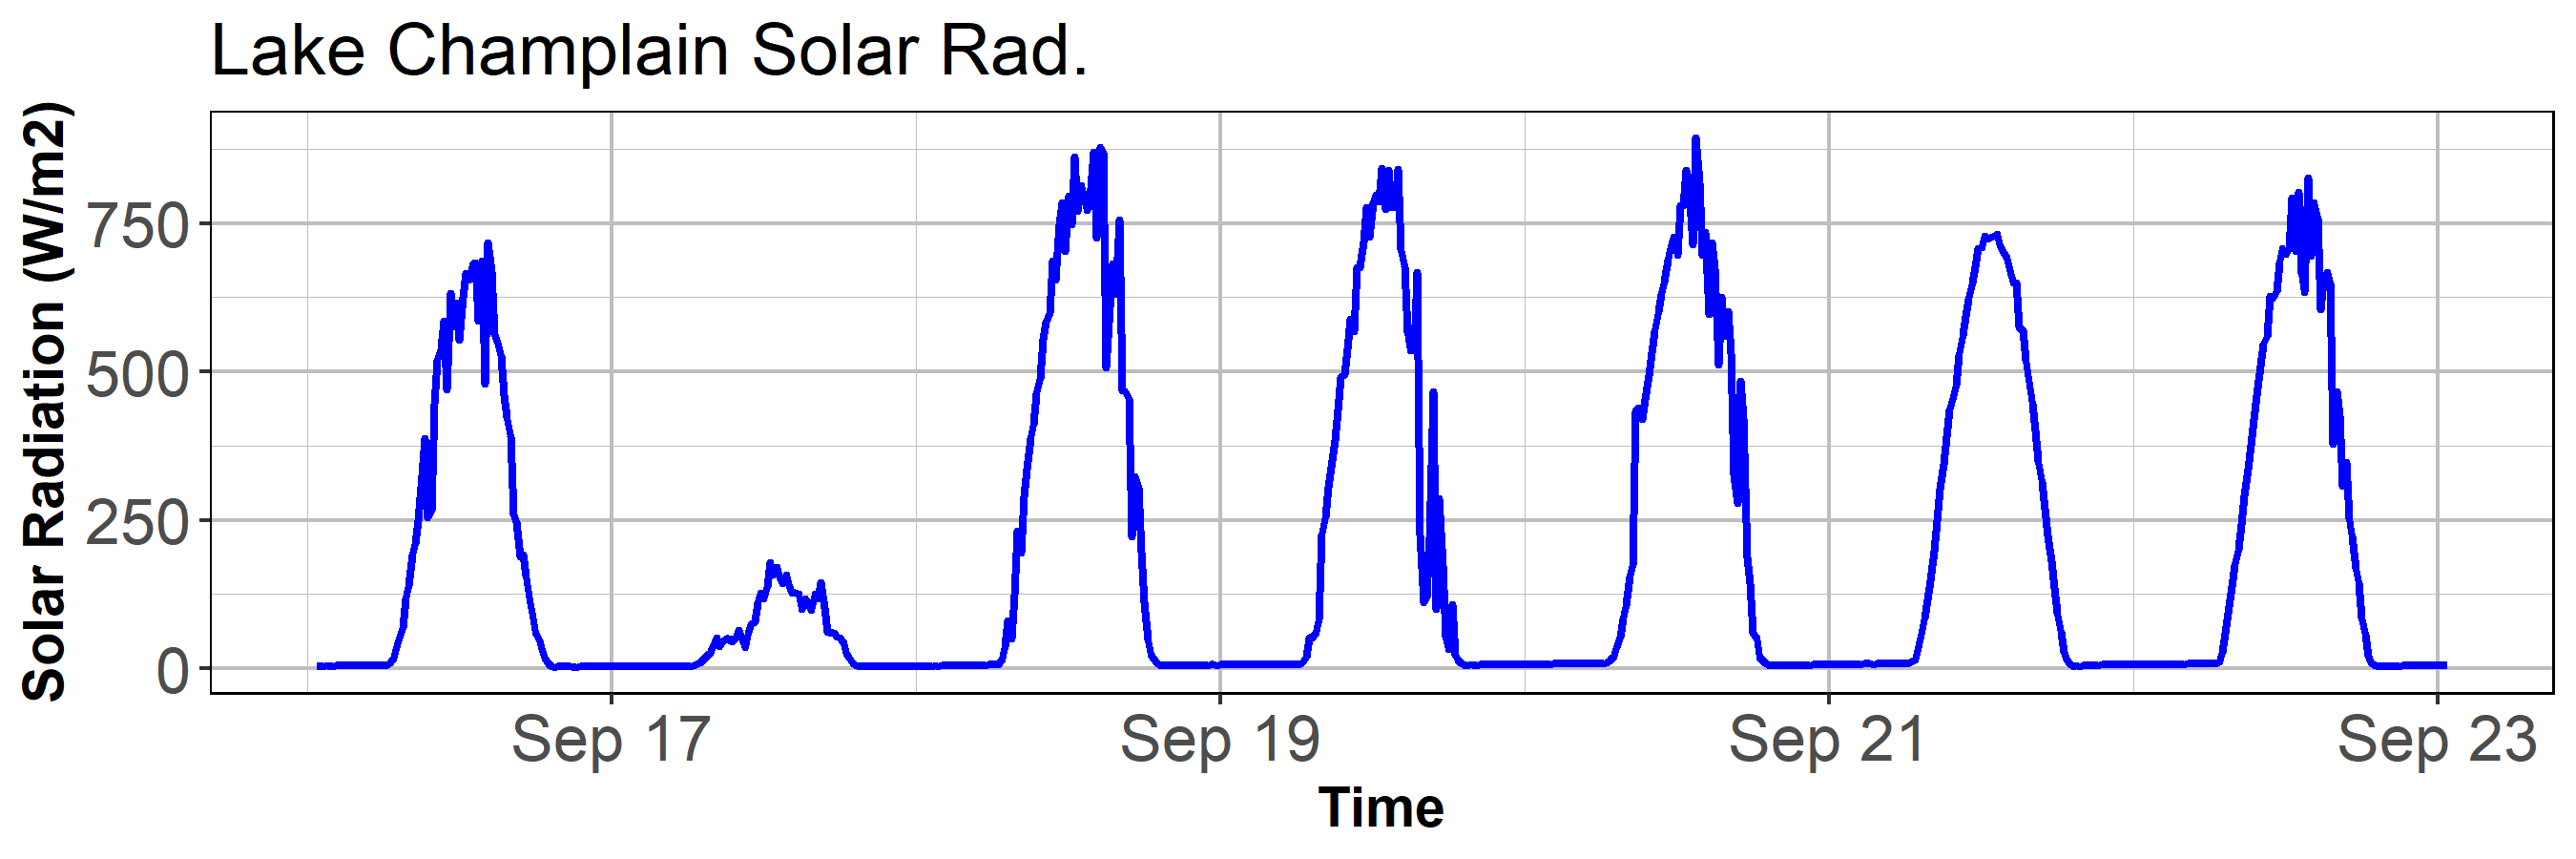 Lake Champlain Solar Rad.
Solar Radiation (W/m2)
750
500
250
0
Sep 17
Sep 19
Sep 21
Sep 23
Time